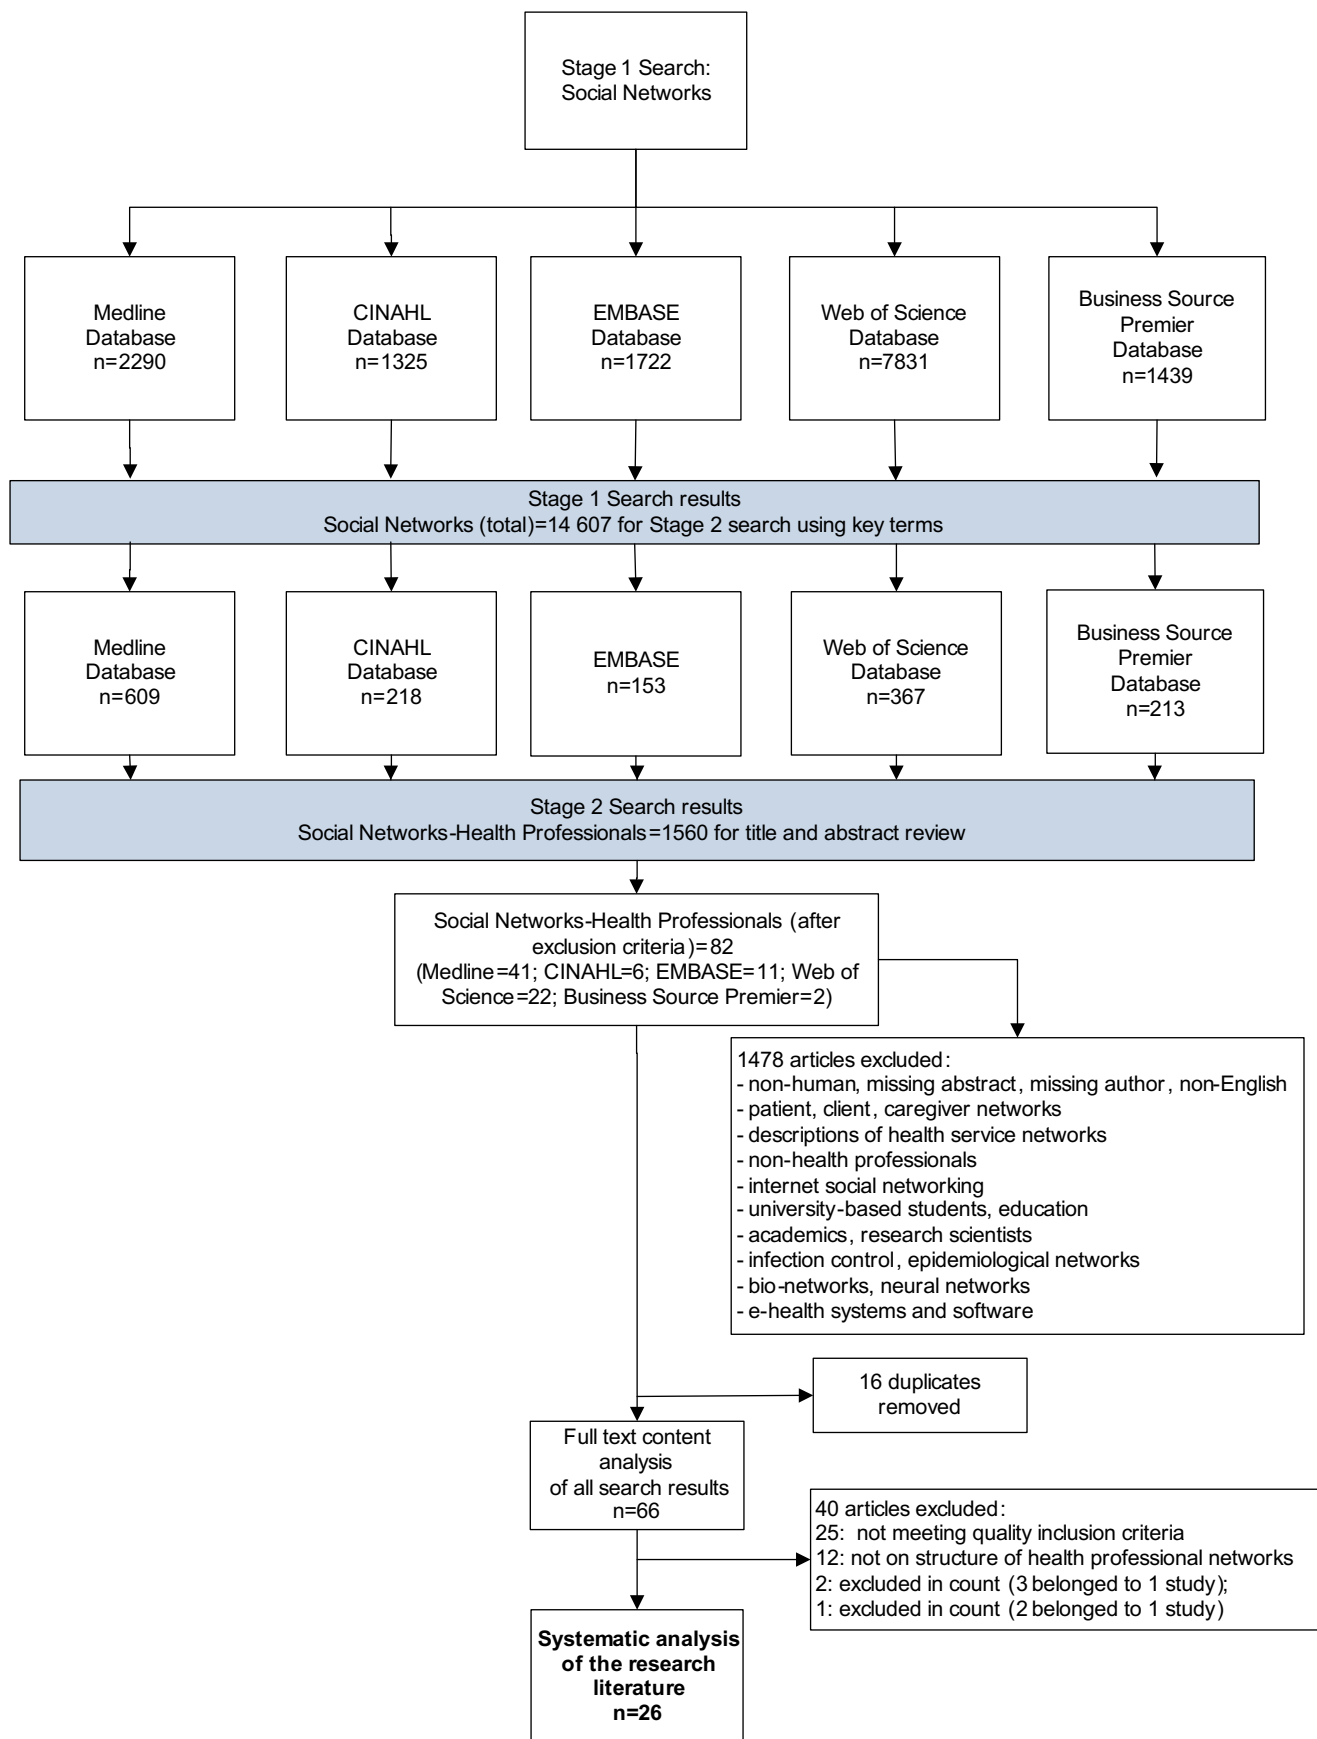 Stage 1 Search:
Social Networks
Medline
Database
n=2290
CINAHL
Database
n=1325
EMBASE
Database
n=1722
Web of Science
Database
n=7831
Business Source
Premier
Database
n=1439
Stage 1 Search results
Social Networks (total)=14 607 for Stage 2 search using key terms
Medline
Database
n=609
CINAHL
Database
n=218
EMBASE
n=153
Web of Science
Database
n=367
Business Source
Premier
Database
n=213
Stage 2 Search results
Social Networks-Health Professionals=1560 for title and abstract review
Social Networks-Health Professionals (after
exclusion criteria)=82
(Medline=41; CINAHL=6; EMBASE=11; Web of
Science=22; Business Source Premier=2)
1478 articles excluded:
- non-human, missing abstract, missing author, non-English
- patient, client, caregiver networks
- descriptions of health service networks
- non-health professionals
- internet social networking
- university-based students, education
- academics, research scientists
- infection control, epidemiological networks
- bio-networks, neural networks
- e-health systems and software
16 duplicates
removed
Full text content
analysis
of all search results
n=66
40 articles excluded:
25: not meeting quality inclusion criteria
12: not on structure of health professional networks
2: excluded in count (3 belonged to 1 study);
1: excluded in count (2 belonged to 1 study)
Systematic analysis
of the research
literature
n=26